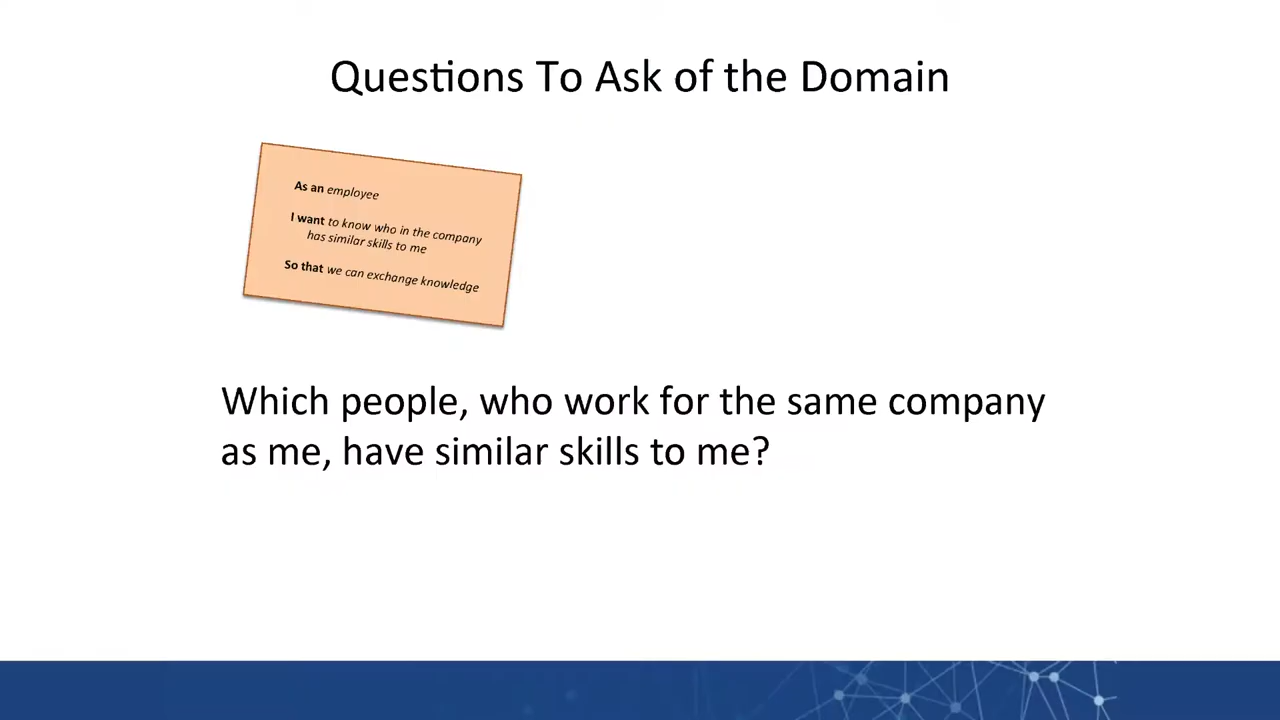 Questions To Ask of the Domain
As an employee
I want to know who in the company
has similar skills to me
So that we can exchange knowledge
Which people, who work for the same company
as me, have similar skills to me?